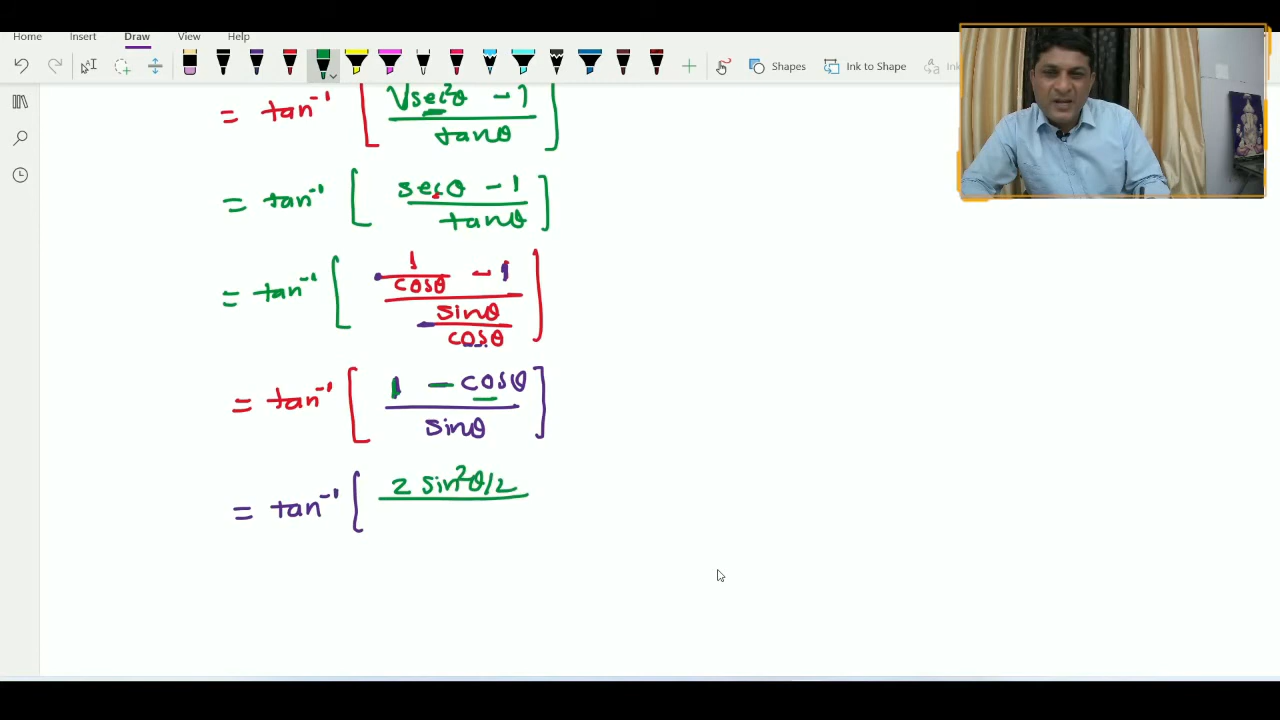 Home Insert Draw View Help
Shapes Ink to Shape
= tan⁻¹ [ √sec²θ − 1 / tanθ ]
= tan⁻¹ [ secθ − 1 / tanθ ]
= tan⁻¹ [ 1/cosθ − 1 / sinθ/cosθ ]
= tan⁻¹ [ 1 − cosθ / sinθ ]
= tan⁻¹ [ 2 sin²θ/2